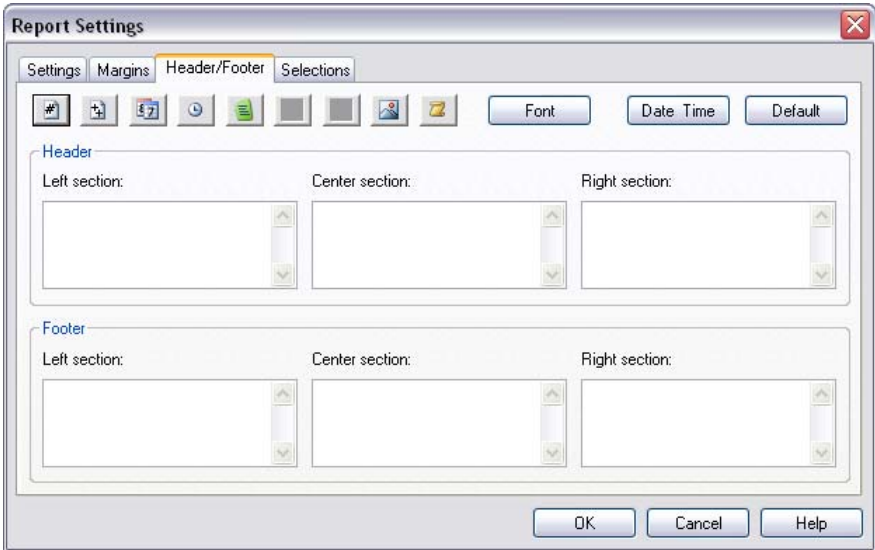 Report Settings
Settings Margins Header/Footer Selections
# 7 Font Date Time Default
Header
Left section: Center section: Right section:
Footer
Left section: Center section: Right section:
OK Cancel Help